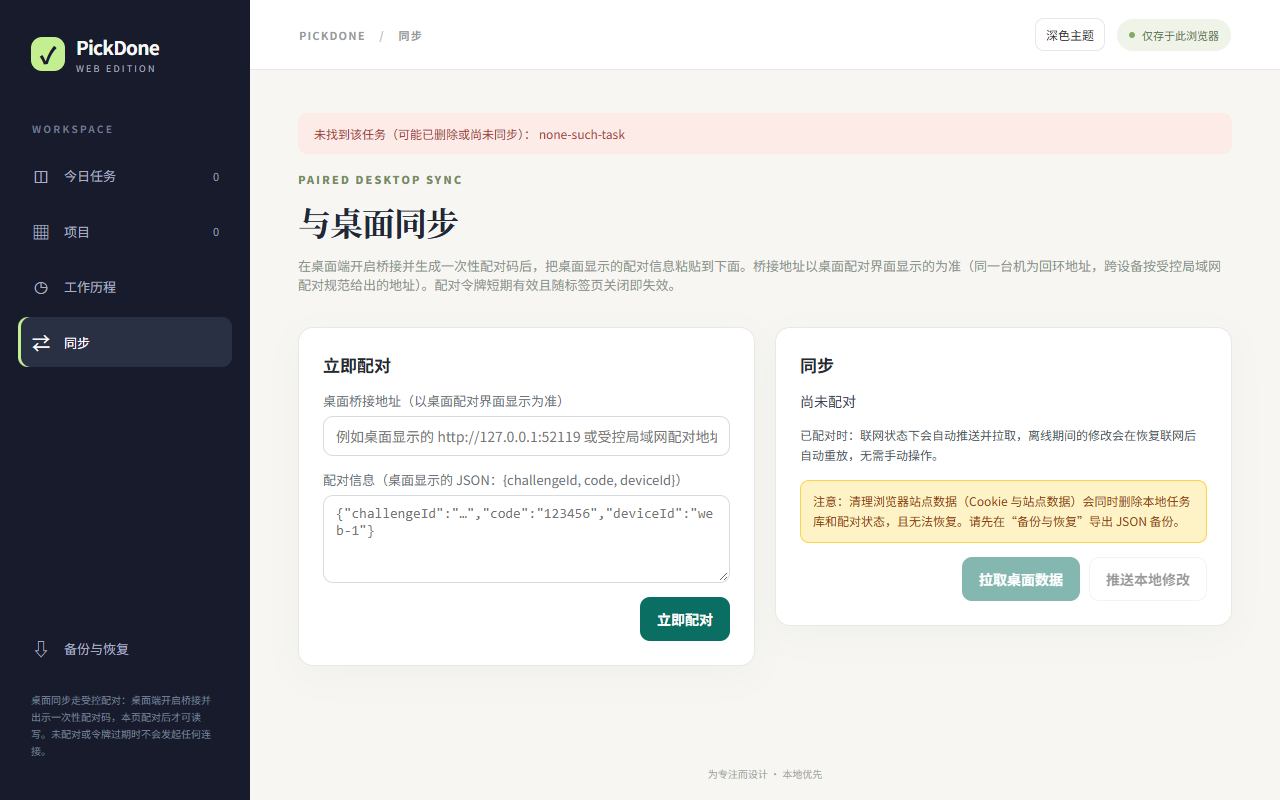 PickDone
WEB EDITION
WORKSPACE
今日任务 0
项目 0
工作历程
同步
备份与恢复
桌面同步走受控配对：桌面端开启桥接并
出示一次性配对码，本页配对后才可读
写。未配对或令牌过期时不会发起任何连
接。
PICKDONE / 同步
深色主题
仅存于此浏览器
未找到该任务（可能已删除或尚未同步）： none-such-task
PAIRED DESKTOP SYNC
与桌面同步
在桌面端开启桥接并生成一次性配对码后，把桌面显示的配对信息粘贴到下面。桥接地址以桌面配对界面显示的为准（同一台机为回环地址，跨设备按受控局域网
配对规范给出的地址）。配对令牌短期有效且随标签页关闭即失效。
立即配对
桌面桥接地址（以桌面配对界面显示为准）
例如桌面显示的 http://127.0.0.1:52119 或受控局域网配对地址
配对信息（桌面显示的 JSON：{challengeId, code, deviceId}）
{"challengeId":"…","code":"123456","deviceId":"we
b-1"}
立即配对
同步
尚未配对
已配对时：联网状态下会自动推送并拉取，离线期间的修改会在恢复联网后
自动重放，无需手动操作。
注意：清理浏览器站点数据（Cookie 与站点数据）会同时删除本地任务
库和配对状态，且无法恢复。请先在“备份与恢复”导出 JSON 备份。
拉取桌面数据
推送本地修改
为专注而设计 · 本地优先